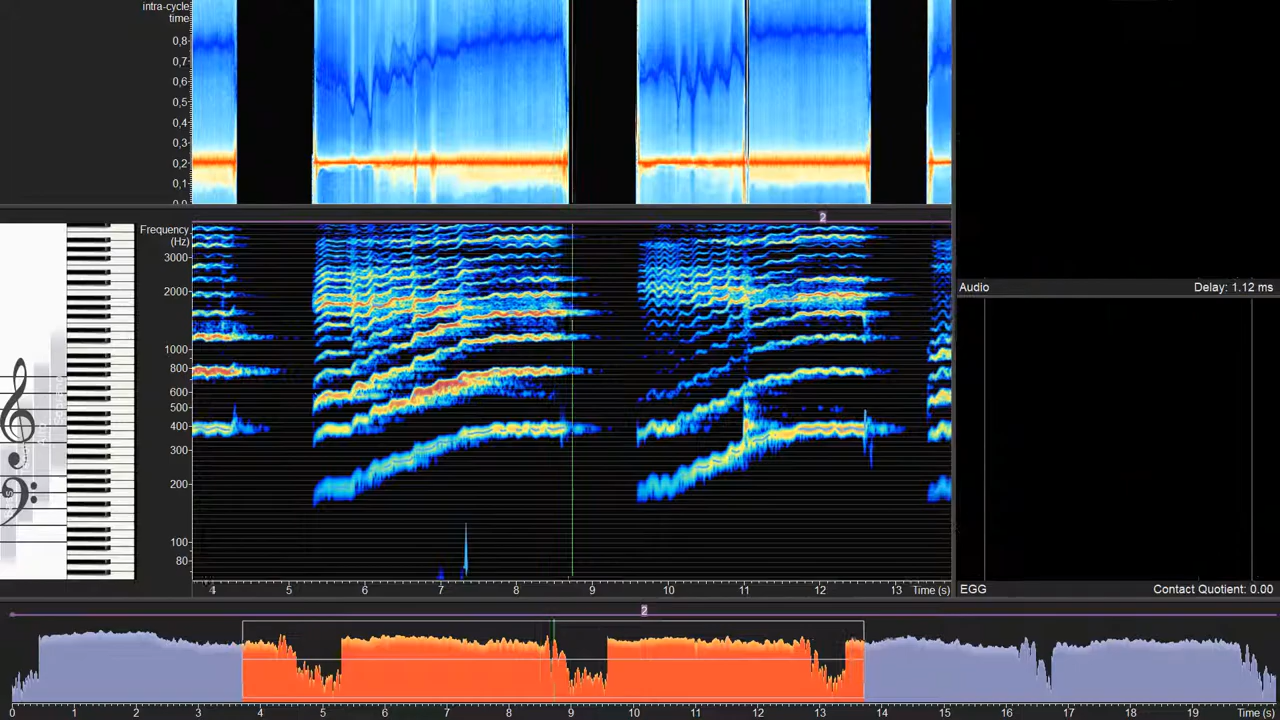 intra-cycle
time
0,8
0,7
0,6
0,5
0,4
0,3
0,2
0,1
0,0
2
Frequency
(Hz)
3000
2000
1000
800
600
500
400
300
200
100
80
4 5 6 7 8 9 10 11 12 13 Time (s)
Audio Delay: 1.12 ms
EGG Contact Quotient: 0.00
2
0 1 2 3 4 5 6 7 8 9 10 11 12 13 14 15 16 17 18 19 Time (s)